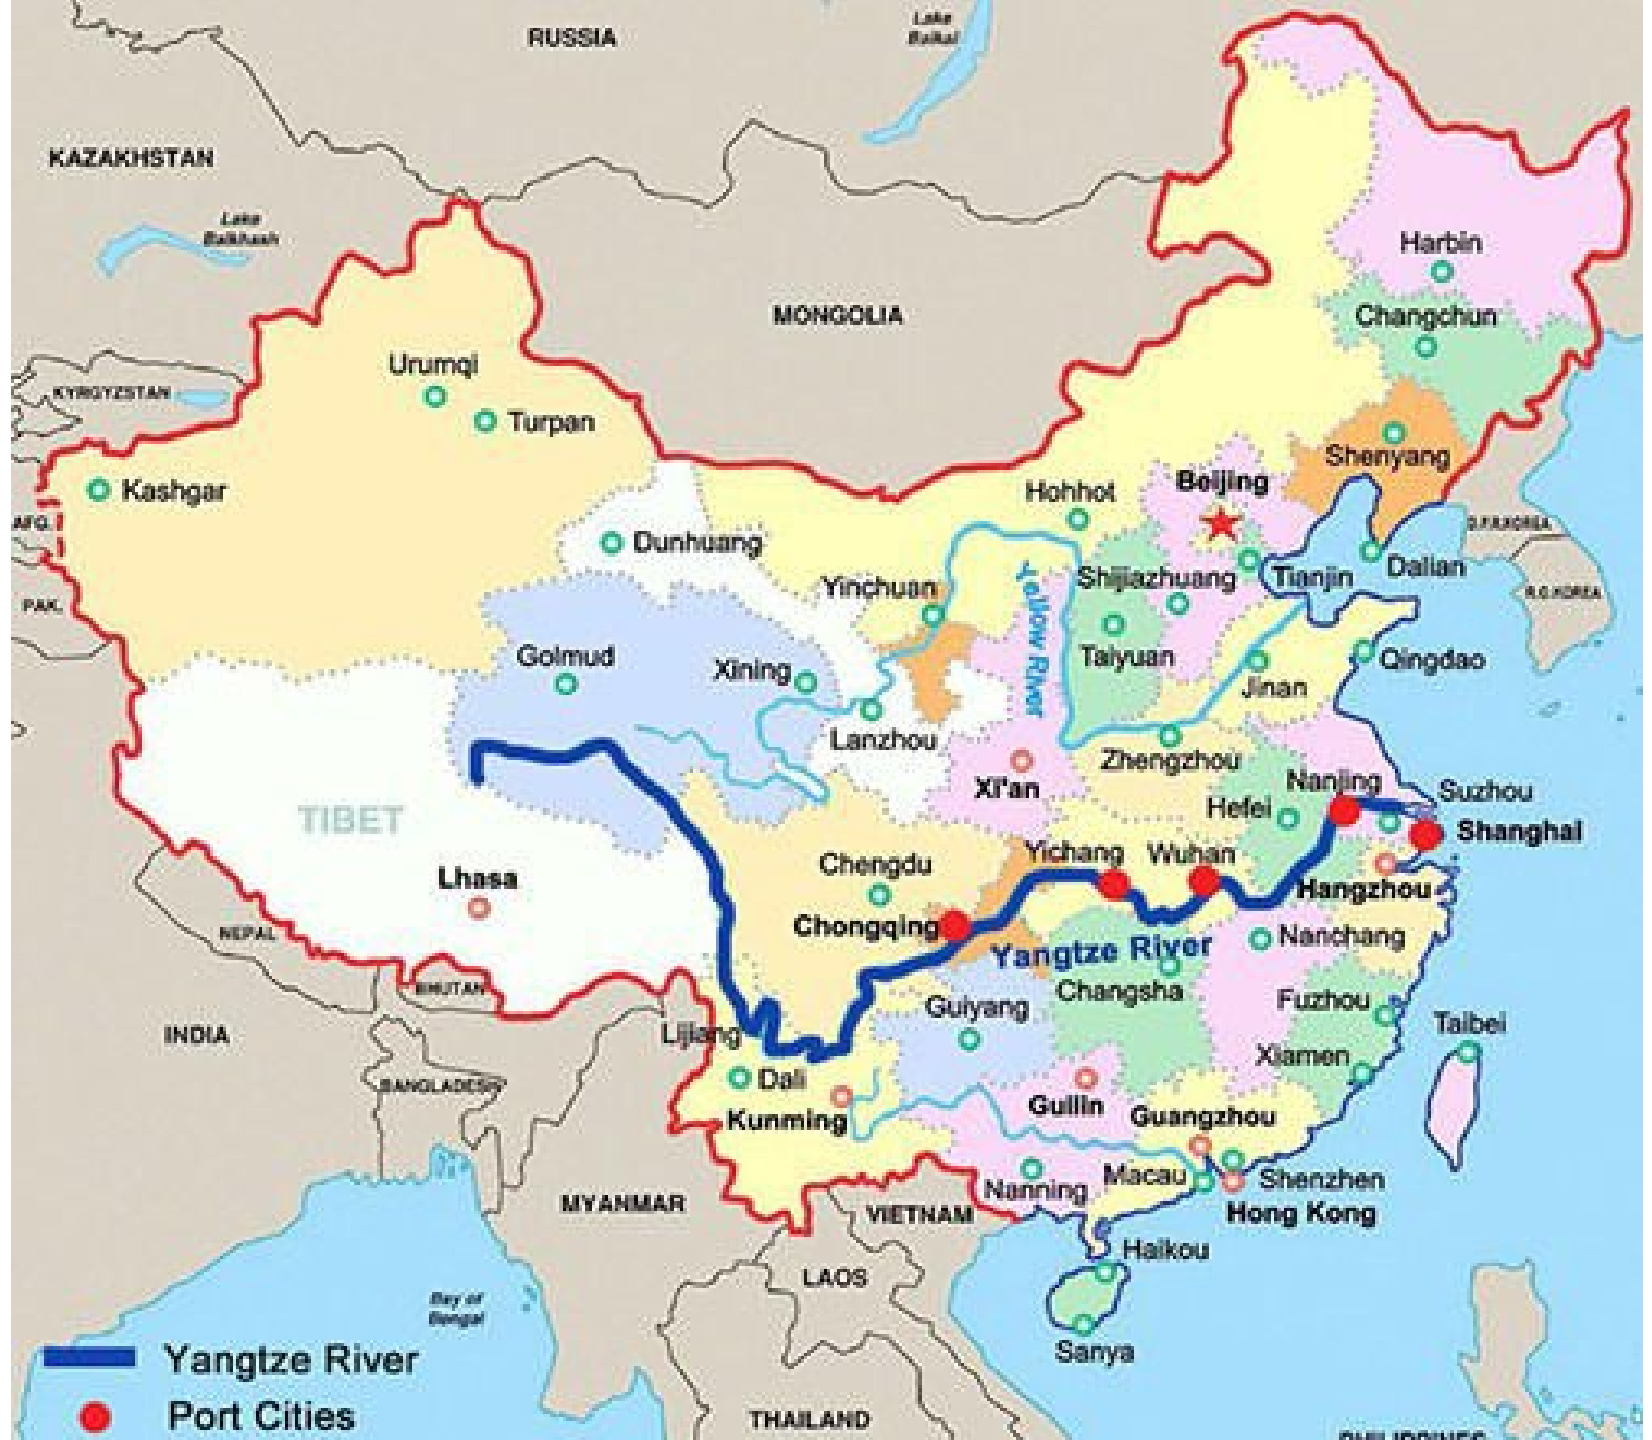 RUSSIA
Lake
Baikal
KAZAKHSTAN
Lake
Balkhash
Harbin
MONGOLIA
Changchun
Urumqi
KYRGYZSTAN
Turpan
Shenyang
Beijing
Kashgar
Hohhot
AFG.
D.P.R.KOREA
Dunhuang
Dalian
Tianjin
Shijiazhuang
Yinchuan
PAK.
R.O.KOREA
Yellow River
Golmud
Taiyuan
Qingdao
Xining
Jinan
Lanzhou
Zhengzhou
Nanjing
Xi'an
Suzhou
Hefei
TIBET
Shanghai
Yichang
Wuhan
Chengdu
Lhasa
Hangzhou
Chongqing
NEPAL
Nanchang
Yangtze River
BHUTAN
Changsha
Fuzhou
Guiyang
Taibei
INDIA
Lijiang
Xiamen
Dali
BANGLADESH
Guilin
Guangzhou
Kunming
Macau
Shenzhen
Nanning
MYANMAR
VIETNAM
Hong Kong
Haikou
LAOS
Bay of
Bengal
Sanya
Yangtze River
Port Cities
THAILAND
PHILIPPINES